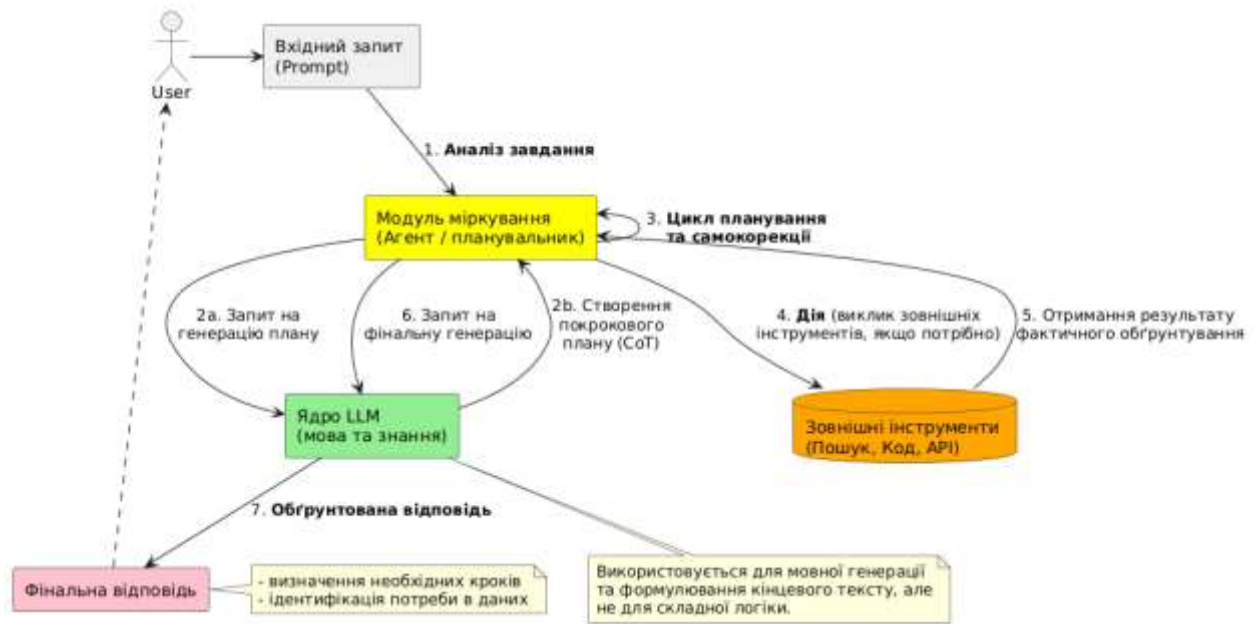 Вхідний запит
(Prompt)
User
1. Аналіз завдання
Модуль міркування
(Агент / планувальник)
3. Цикл планування
та самокорекції
2a. Запит на
генерацію плану
6. Запит на
фінальну генерацію
2b. Створення
покрокового
плану (CoT)
4. Дія (виклик зовнішніх
інструментів, якщо потрібно)
5. Отримання результату
фактичного обґрунтування
Ядро LLM
(мова та знання)
Зовнішні інструменти
(Пошук, Код, API)
7. Обґрунтована відповідь
Фінальна відповідь
- визначення необхідних кроків
- ідентифікація потреби в даних
Використовується для мовної генерації
та формулювання кінцевого тексту, але
не для складної логіки.